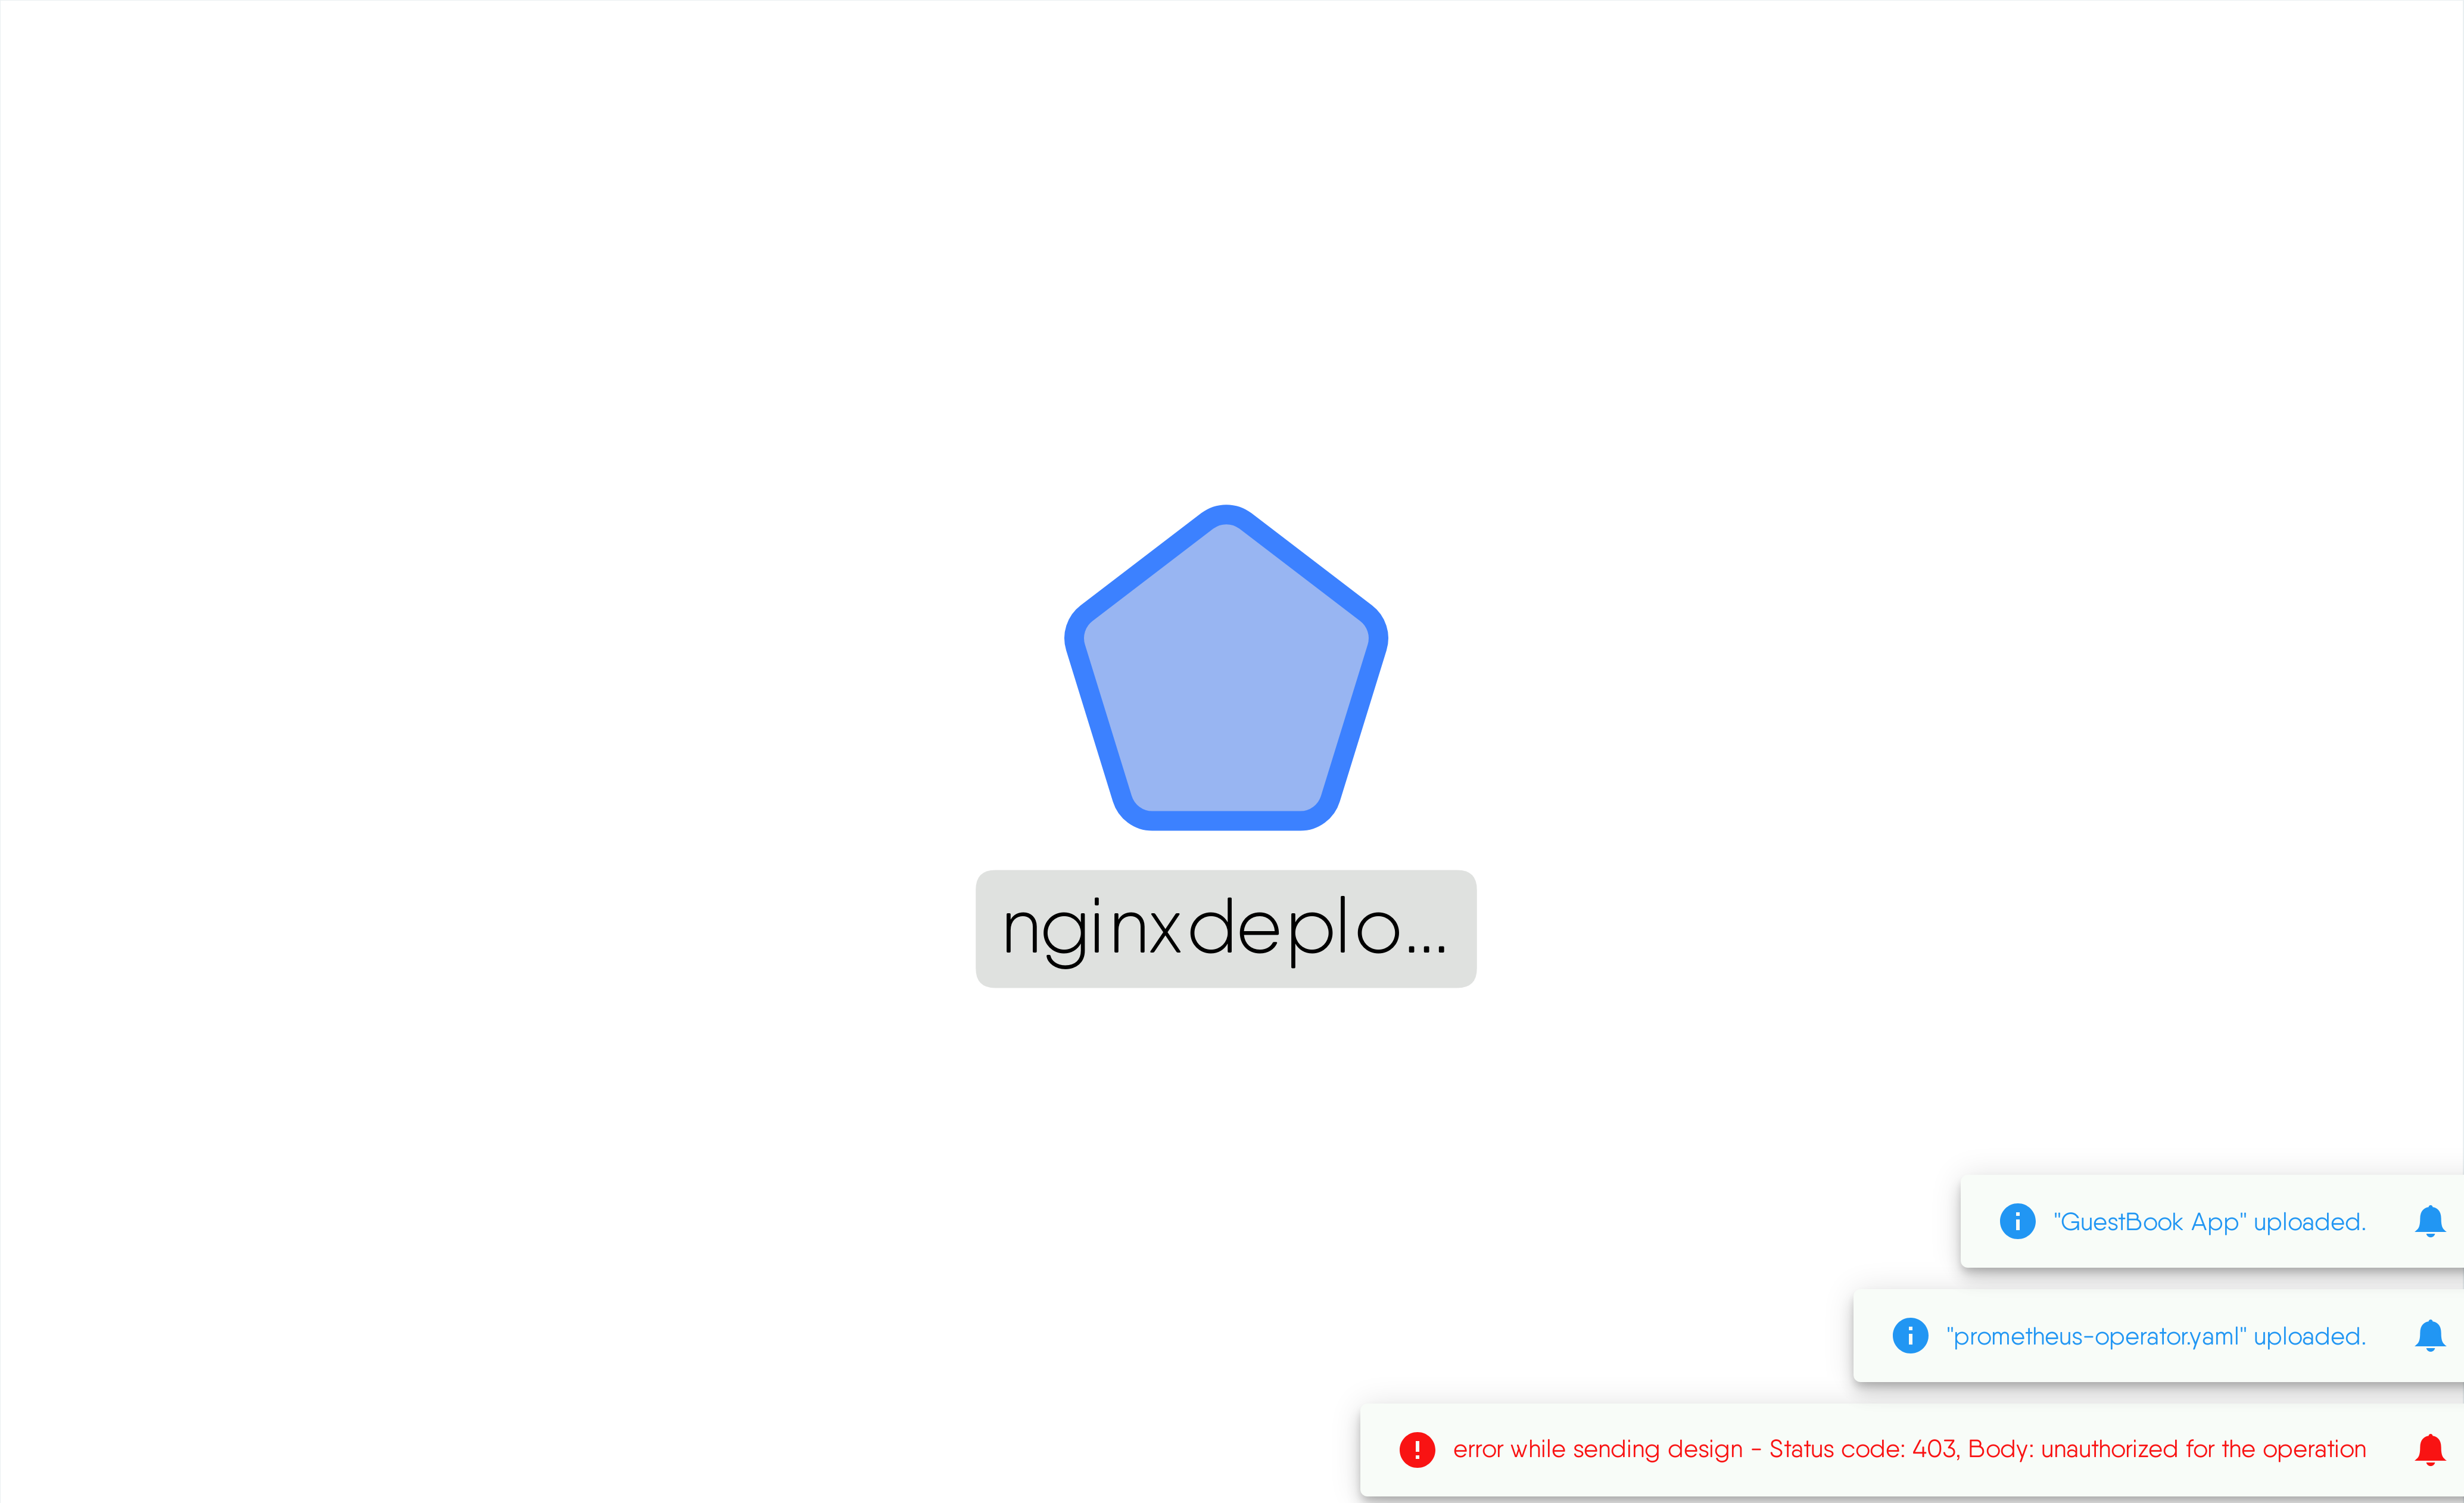 nginxdeplo...
"GuestBook App" uploaded.
"prometheus-operator.yaml" uploaded.
error while sending design - Status code: 403, Body: unauthorized for the operation